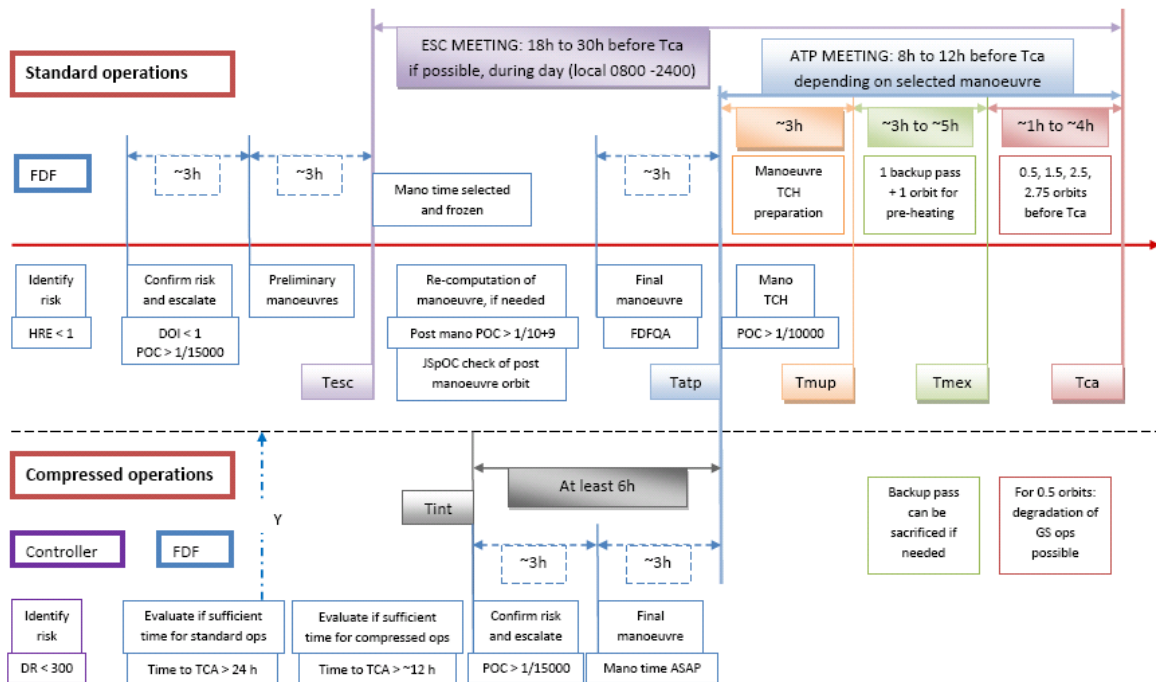 ESC MEETING: 18h to 30h before Tca
if possible, during day (local 0800 -2400)
ATP MEETING: 8h to 12h before Tca
depending on selected manoeuvre
Standard operations
~3h
~3h to ~5h
~1h to ~4h
FDF
~3h
~3h
~3h
Mano time selected
and frozen
Manoeuvre
TCH
preparation
1 backup pass
+ 1 orbit for
pre-heating
0.5, 1.5, 2.5,
2.75 orbits
before Tca
Identify
risk
HRE < 1
Confirm risk
and escalate
DOI < 1
POC > 1/15000
Preliminary
manoeuvres
Re-computation of
manoeuvre, if needed
Post mano POC > 1/10+9
JSpOC check of post
manoeuvre orbit
Final
manoeuvre
FDFQA
Mano
TCH
POC > 1/10000
Tesc
Tatp
Tmup
Tmex
Tca
Compressed operations
At least 6h
Tint
Y
Backup pass
can be
sacrificed if
needed
For 0.5 orbits:
degradation of
GS ops
possible
Controller
FDF
~3h
~3h
Identify
risk
DR < 300
Evaluate if sufficient
time for standard ops
Time to TCA > 24 h
Evaluate if sufficient
time for compressed ops
Time to TCA > ~12 h
Confirm risk
and escalate
POC > 1/15000
Final
manoeuvre
Mano time ASAP